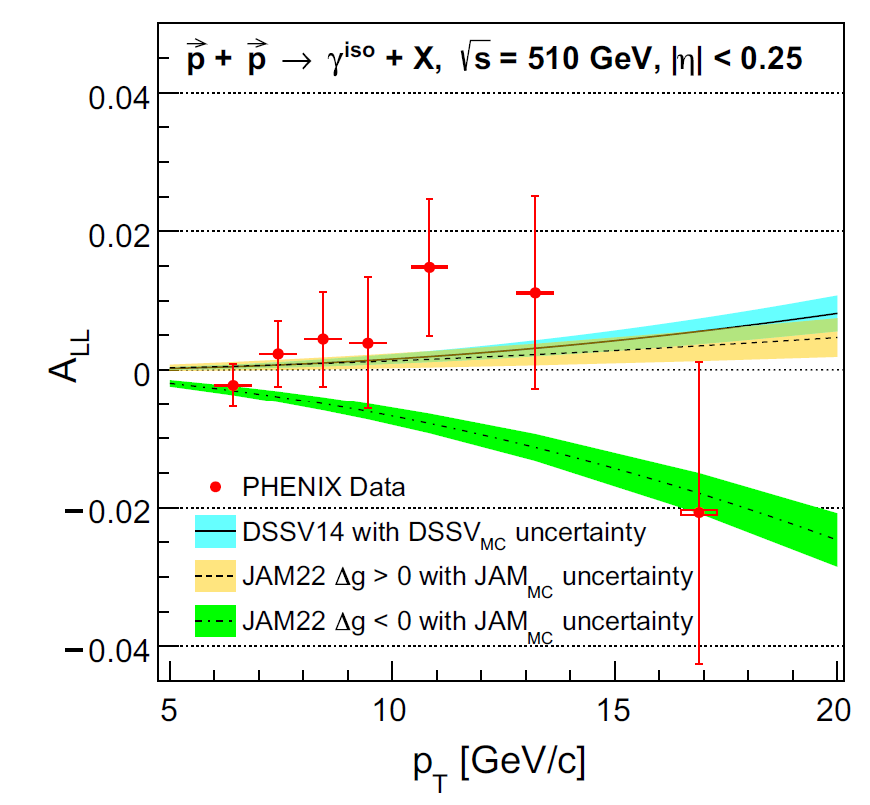 p⃗ + p⃗ → γ^iso + X, √s = 510 GeV, |η| < 0.25
0.04
0.02
0
−0.02
−0.04
A_LL
PHENIX Data
DSSV14 with DSSV_MC uncertainty
JAM22 Δg > 0 with JAM_MC uncertainty
JAM22 Δg < 0 with JAM_MC uncertainty
5 10 15 20
p_T [GeV/c]